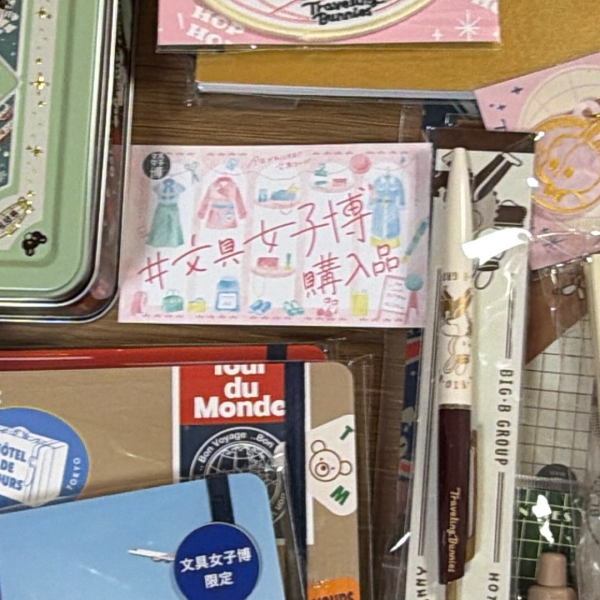 HOP
Traveling
Bunnies
#文具女子博
購入品
BIG·B GROUP
Traveling Bunnies
Tour
du
Monde
Bon Voyage
Bon
HÔTEL
DE
TOKYO
T
M
文具女子博
限定